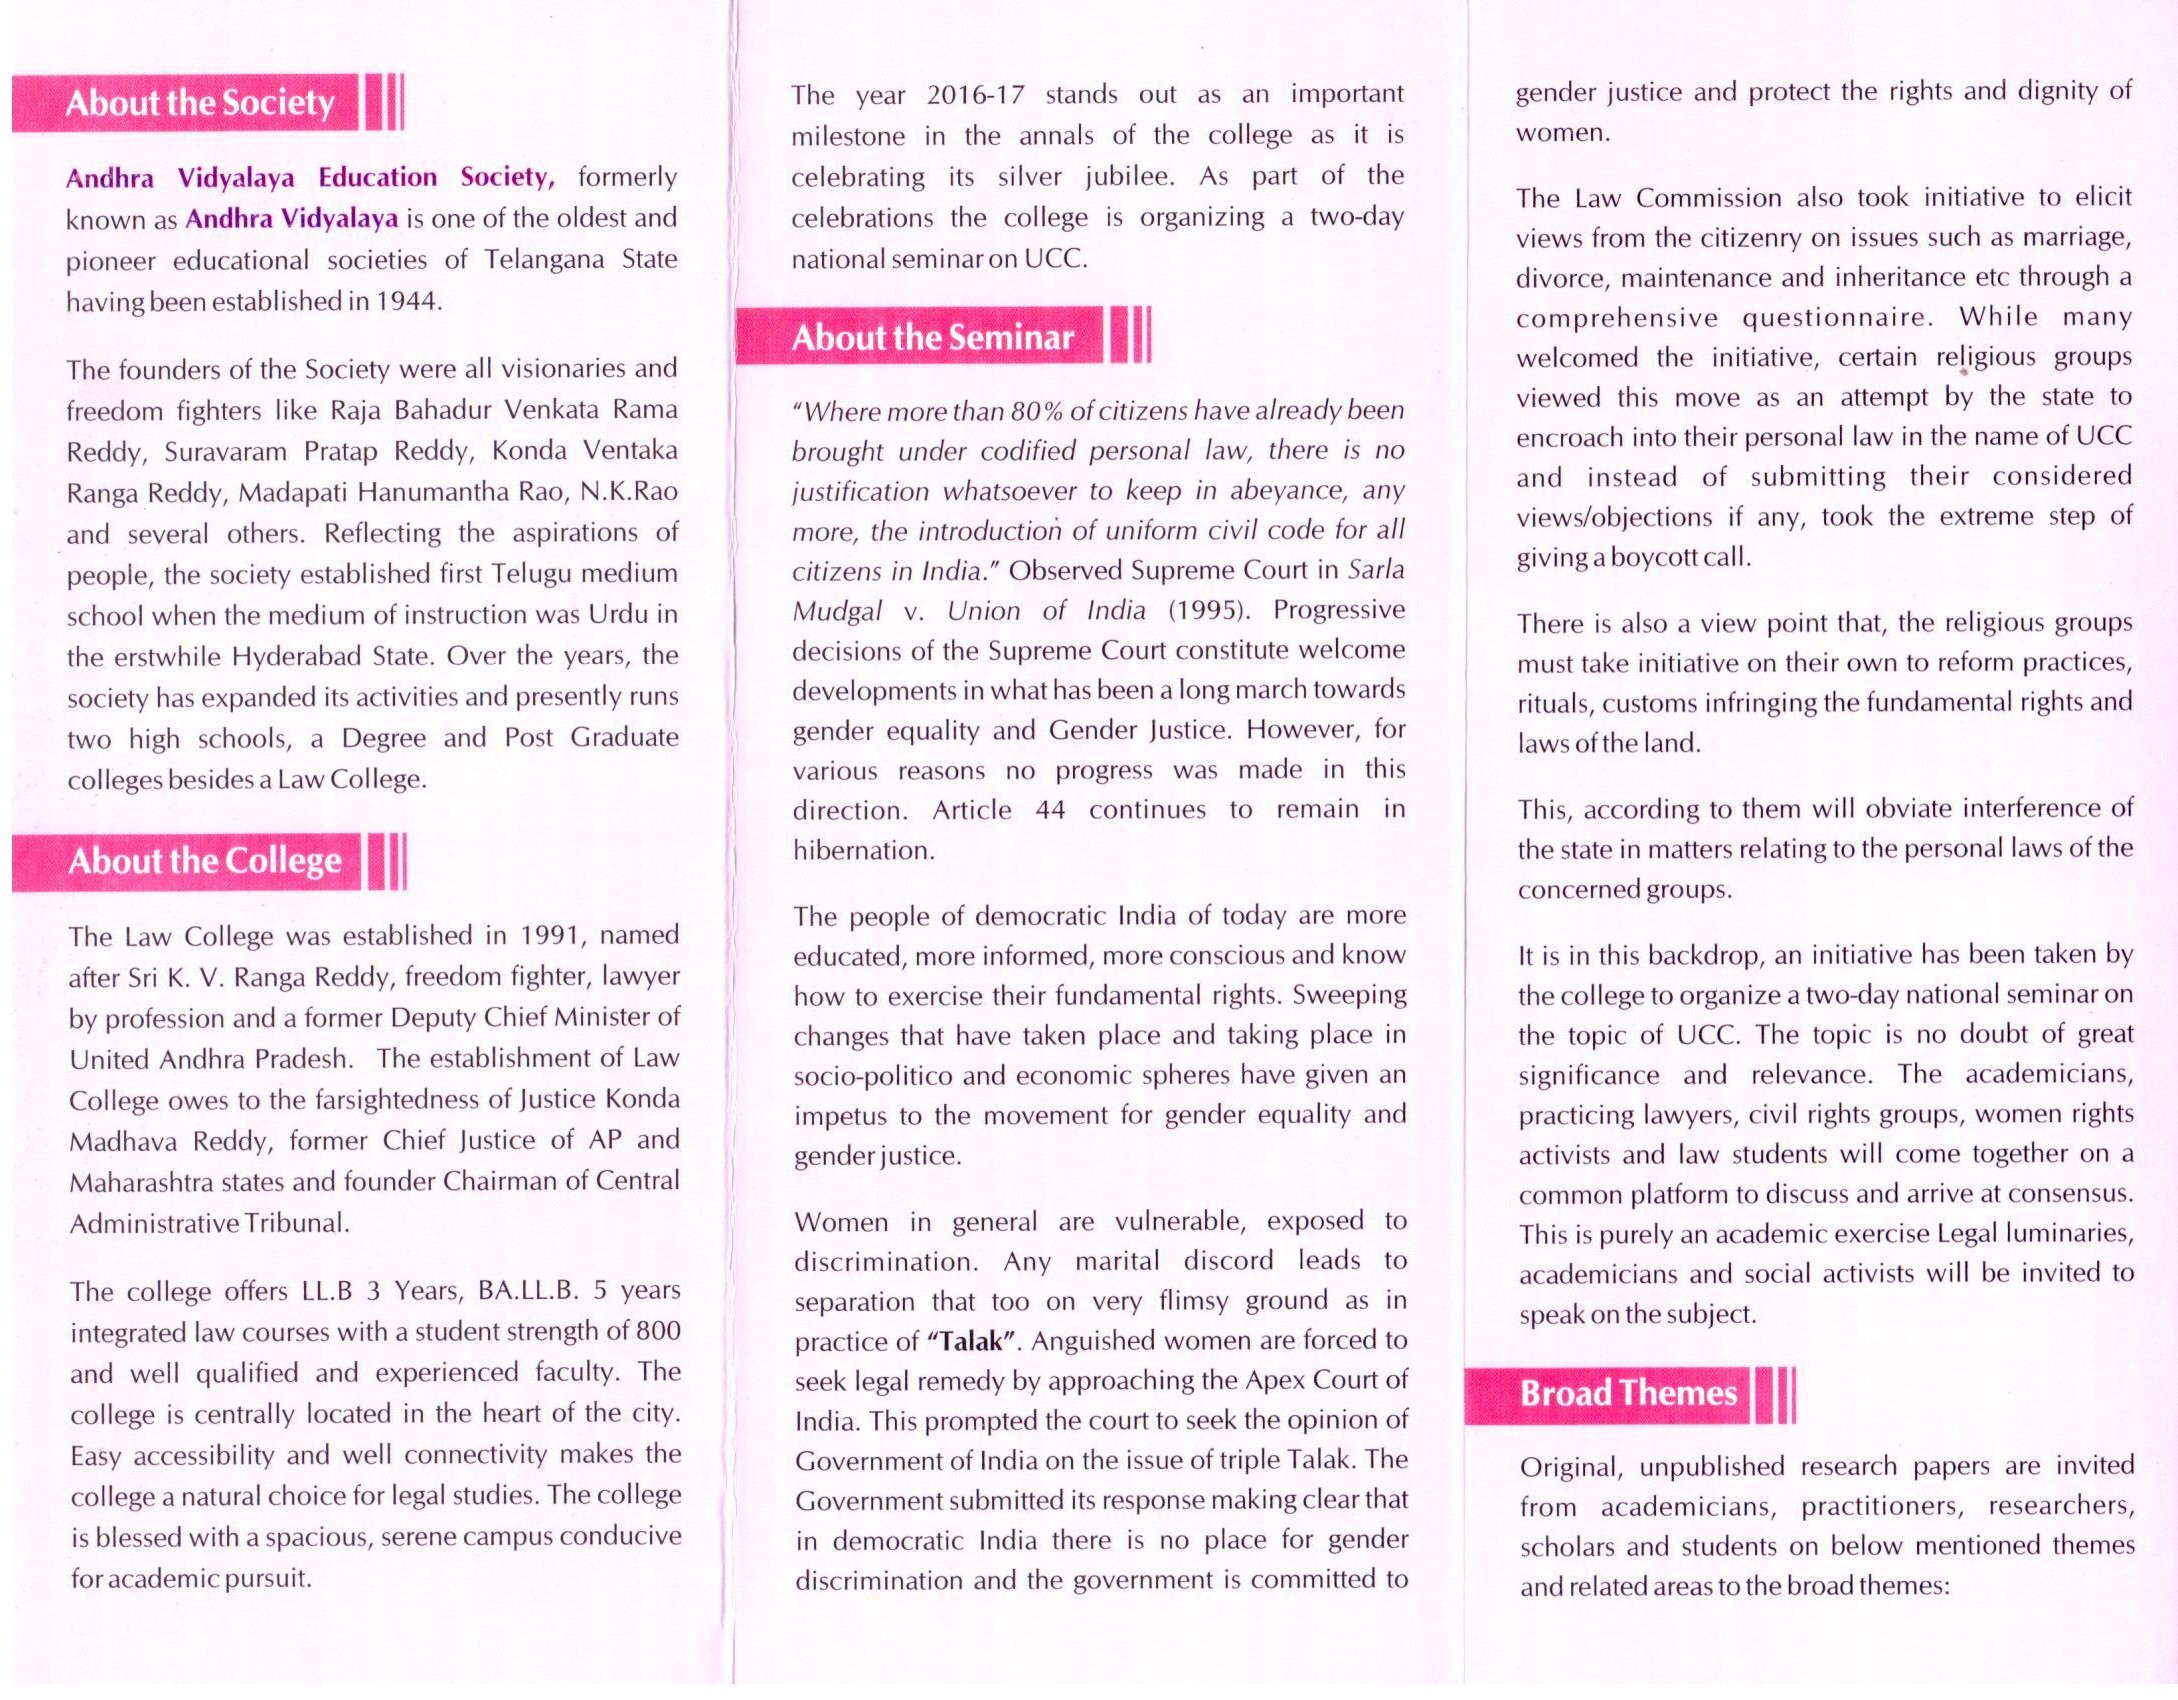 About the Society
Andhra Vidyalaya Education Society, formerly
known as Andhra Vidyalaya is one of the oldest and
pioneer educational societies of Telangana State
having been established in 1944.
The founders of the Society were all visionaries and
freedom fighters like Raja Bahadur Venkata Rama
Reddy, Suravaram Pratap Reddy, Konda Ventaka
Ranga Reddy, Madapati Hanumantha Rao, N.K.Rao
and several others. Reflecting the aspirations of
people, the society established first Telugu medium
school when the medium of instruction was Urdu in
the erstwhile Hyderabad State. Over the years, the
society has expanded its activities and presently runs
two high schools, a Degree and Post Graduate
colleges besides a Law College.
About the College
The Law College was established in 1991, named
after Sri K. V. Ranga Reddy, freedom fighter, lawyer
by profession and a former Deputy Chief Minister of
United Andhra Pradesh. The establishment of Law
College owes to the farsightedness of Justice Konda
Madhava Reddy, former Chief Justice of AP and
Maharashtra states and founder Chairman of Central
Administrative Tribunal.
The college offers LL.B 3 Years, BA.LL.B. 5 years
integrated law courses with a student strength of 800
and well qualified and experienced faculty. The
college is centrally located in the heart of the city.
Easy accessibility and well connectivity makes the
college a natural choice for legal studies. The college
is blessed with a spacious, serene campus conducive
for academic pursuit.
The year 2016-17 stands out as an important
milestone in the annals of the college as it is
celebrating its silver jubilee. As part of the
celebrations the college is organizing a two-day
national seminar on UCC.
About the Seminar
"Where more than 80% of citizens have already been
brought under codified personal law, there is no
justification whatsoever to keep in abeyance, any
more, the introduction of uniform civil code for all
citizens in India." Observed Supreme Court in Sarla
Mudgal v. Union of India (1995). Progressive
decisions of the Supreme Court constitute welcome
developments in what has been a long march towards
gender equality and Gender Justice. However, for
various reasons no progress was made in this
direction. Article 44 continues to remain in
hibernation.
The people of democratic India of today are more
educated, more informed, more conscious and know
how to exercise their fundamental rights. Sweeping
changes that have taken place and taking place in
socio-politico and economic spheres have given an
impetus to the movement for gender equality and
gender justice.
Women in general are vulnerable, exposed to
discrimination. Any marital discord leads to
separation that too on very flimsy ground as in
practice of "Talak". Anguished women are forced to
seek legal remedy by approaching the Apex Court of
India. This prompted the court to seek the opinion of
Government of India on the issue of triple Talak. The
Government submitted its response making clear that
in democratic India there is no place for gender
discrimination and the government is committed to
gender justice and protect the rights and dignity of
women.
The Law Commission also took initiative to elicit
views from the citizenry on issues such as marriage,
divorce, maintenance and inheritance etc through a
comprehensive questionnaire. While many
welcomed the initiative, certain religious groups
viewed this move as an attempt by the state to
encroach into their personal law in the name of UCC
and instead of submitting their considered
views/objections if any, took the extreme step of
giving a boycott call.
There is also a view point that, the religious groups
must take initiative on their own to reform practices,
rituals, customs infringing the fundamental rights and
laws of the land.
This, according to them will obviate interference of
the state in matters relating to the personal laws of the
concerned groups.
It is in this backdrop, an initiative has been taken by
the college to organize a two-day national seminar on
the topic of UCC. The topic is no doubt of great
significance and relevance. The academicians,
practicing lawyers, civil rights groups, women rights
activists and law students will come together on a
common platform to discuss and arrive at consensus.
This is purely an academic exercise Legal luminaries,
academicians and social activists will be invited to
speak on the subject.
Broad Themes
Original, unpublished research papers are invited
from academicians, practitioners, researchers,
scholars and students on below mentioned themes
and related areas to the broad themes: